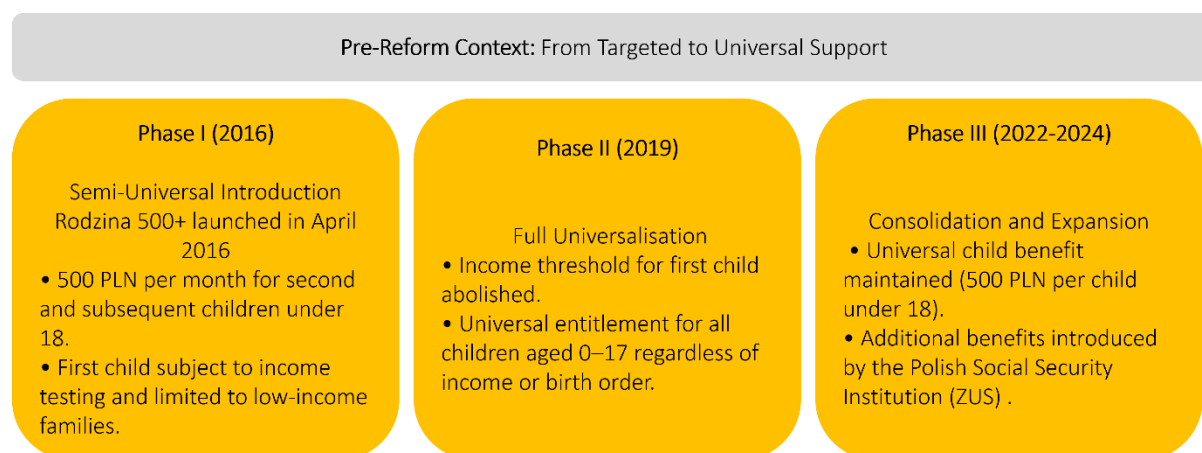 Pre-Reform Context: From Targeted to Universal Support
Phase I (2016)
Semi-Universal Introduction
Rodzina 500+ launched in April
2016
• 500 PLN per month for second
and subsequent children under
18.
• First child subject to income
testing and limited to low-income
families.
Phase II (2019)
Full Universalisation
• Income threshold for first child
abolished.
• Universal entitlement for all
children aged 0–17 regardless of
income or birth order.
Phase III (2022-2024)
Consolidation and Expansion
• Universal child benefit
maintained (500 PLN per child
under 18).
• Additional benefits introduced
by the Polish Social Security
Institution (ZUS) .